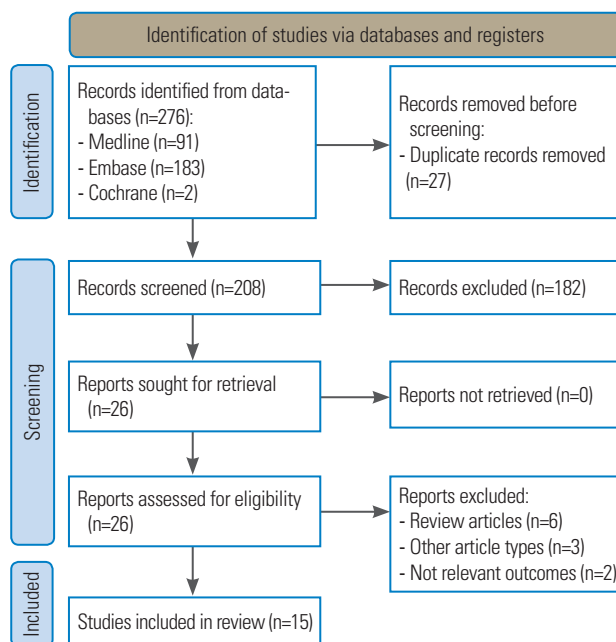 Identification of studies via databases and registers
Identification
Records identified from data-
bases (n=276):
- Medline (n=91)
- Embase (n=183)
- Cochrane (n=2)
Records removed before
screening:
- Duplicate records removed
(n=27)
Screening
Records screened (n=208)
Records excluded (n=182)
Reports sought for retrieval
(n=26)
Reports not retrieved (n=0)
Reports assessed for eligibility
(n=26)
Reports excluded:
- Review articles (n=6)
- Other article types (n=3)
- Not relevant outcomes (n=2)
Included
Studies included in review (n=15)